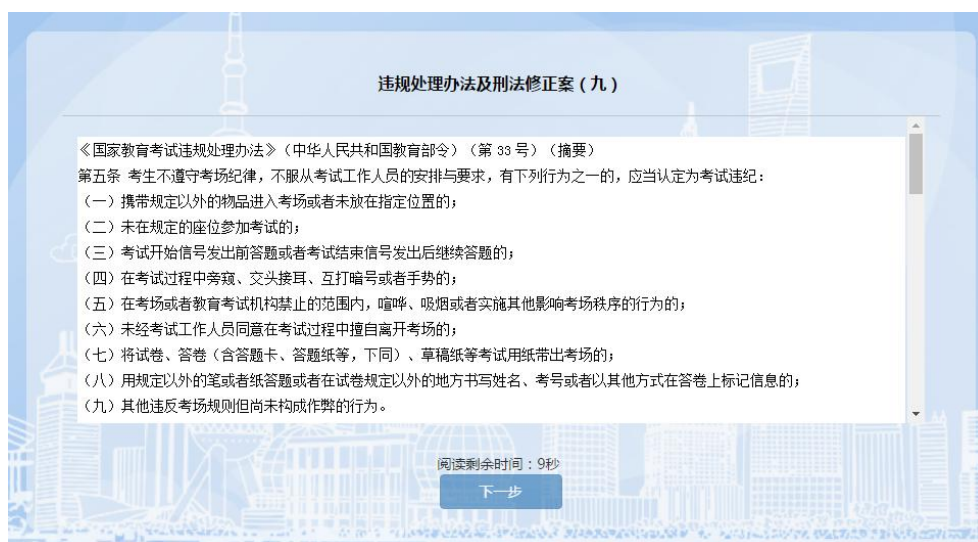 违规处理办法及刑法修正案（九）
《国家教育考试违规处理办法》（中华人民共和国教育部令）（第 33 号）（摘要）
第五条 考生不遵守考场纪律，不服从考试工作人员的安排与要求，有下列行为之一的，应当认定为考试违纪：
（一）携带规定以外的物品进入考场或者未放在指定位置的；
（二）未在规定的座位参加考试的；
（三）考试开始信号发出前答题或者考试结束信号发出后继续答题的；
（四）在考试过程中旁窥、交头接耳、互打暗号或者手势的；
（五）在考场或者教育考试机构禁止的范围内，喧哗、吸烟或者实施其他影响考场秩序的行为的；
（六）未经考试工作人员同意在考试过程中擅自离开考场的；
（七）将试卷、答卷（含答题卡、答题纸等，下同）、草稿纸等考试用纸带出考场的；
（八）用规定以外的笔或者纸答题或者在试卷规定以外的地方书写姓名、考号或者以其他方式在答卷上标记信息的；
（九）其他违反考场规则但尚未构成作弊的行为。
阅读剩余时间：9秒
下一步